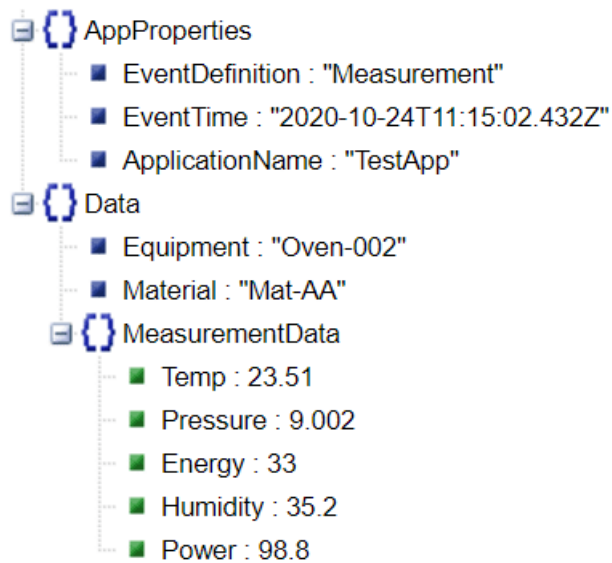 AppProperties
EventDefinition : "Measurement"
EventTime : "2020-10-24T11:15:02.432Z"
ApplicationName : "TestApp"
Data
Equipment : "Oven-002"
Material : "Mat-AA"
MeasurementData
Temp : 23.51
Pressure : 9.002
Energy : 33
Humidity : 35.2
Power : 98.8